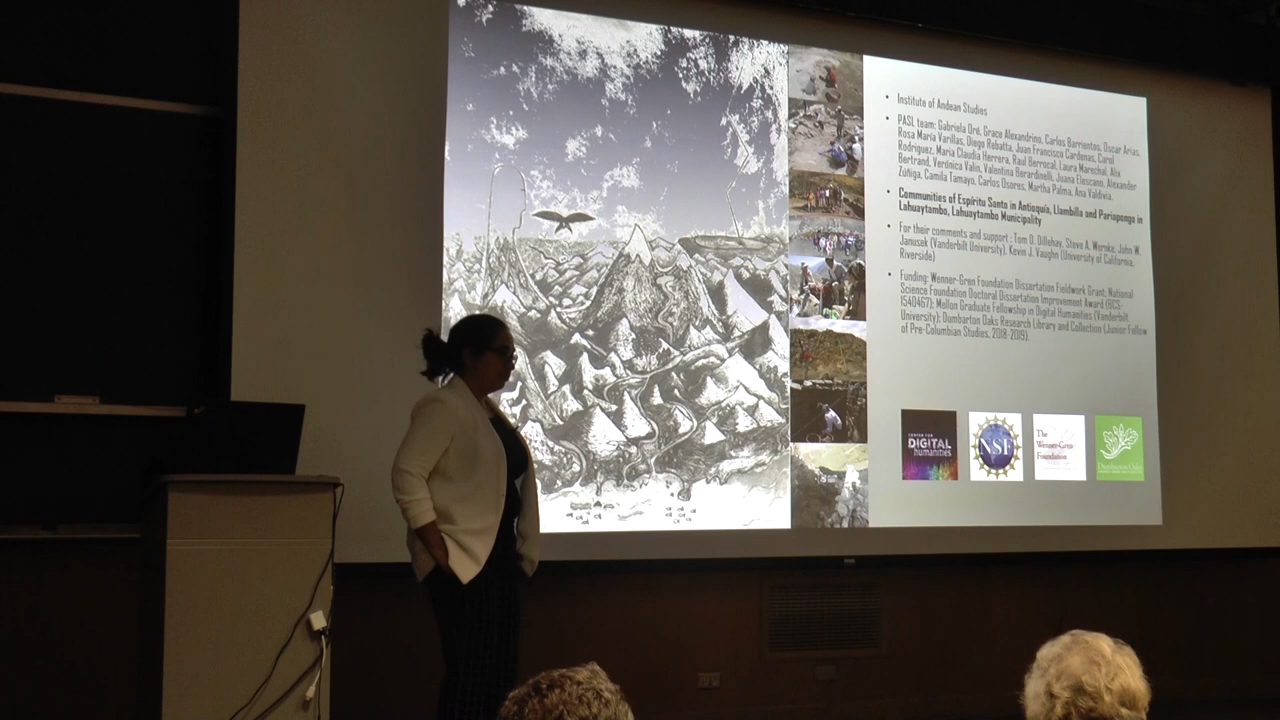 Institute of Andean Studies
PASL team: Gabriela Oré, Grace Alexandrino, Carlos Barrientos, Oscar Arias,
Rosa María Varillas, Diego Rebatta, Juan Francisco Cardenas, Carol
Rodriguez, Maria Claudia Herrera, Raul Berrocal, Laura Marechal, Alix
Bertrand, Verónica Valin, Valentina Berardinelli, Juana Elescano, Alexander
Zúñiga, Camila Tamayo, Carlos Osores, Martha Palma, Ana Valdivia.
Communities of Espíritu Santo in Antioquía, Llambilla and Pariapongo in
Lahuaytambo, Lahuaytambo Municipality
For their comments and support : Tom D. Dillehay, Steve A. Wernke, John W.
Janusek (Vanderbilt University). Kevin J. Vaughn (University of California,
Riverside)
Funding: Wenner-Gren Foundation Dissertation Fieldwork Grant; National
Science Foundation Doctoral Dissertation Improvement Award (BCS-
1540467); Mellon Graduate Fellowship in Digital Humanities (Vanderbilt
University); Dumbarton Oaks Research Library and Collection (Junior Fellow
of Pre-Columbian Studies, 2018-2019).
CENTER FOR
DIGITAL
humanities
NSF
The
Wenner-Gren
Foundation
Dumbarton Oaks